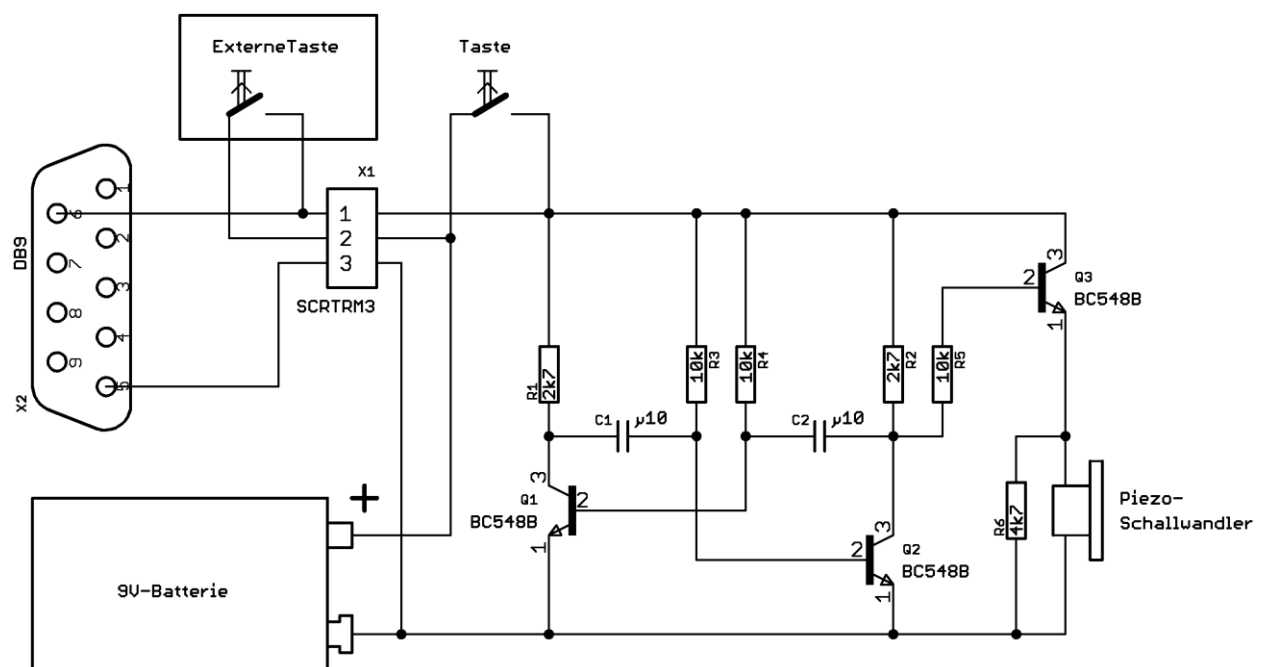 ExterneTaste
Taste
X1
1
2
3
SCRTRM3
DB9
X2
1
6
2
7
3
8
4
9
5
R1
2k7
10k
R3
10k
R4
2k7
R2
10k
R5
3
2
1
Q3
BC548B
C1
µ10
C2
µ10
3
2
1
Q1
BC548B
3
2
1
Q2
BC548B
R6
4k7
Piezo-
Schallwandler
+
9V-Batterie